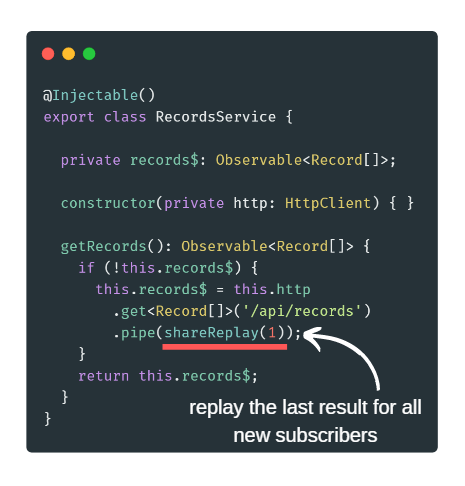 @Injectable()
export class RecordsService {
private records$: Observable<Record[]>;
constructor(private http: HttpClient) { }
getRecords(): Observable<Record[]> {
if (!this.records$) {
this.records$ = this.http
.get<Record[]>('/api/records')
.pipe(shareReplay(1));
}
return this.records$;
}
}
replay the last result for all
new subscribers